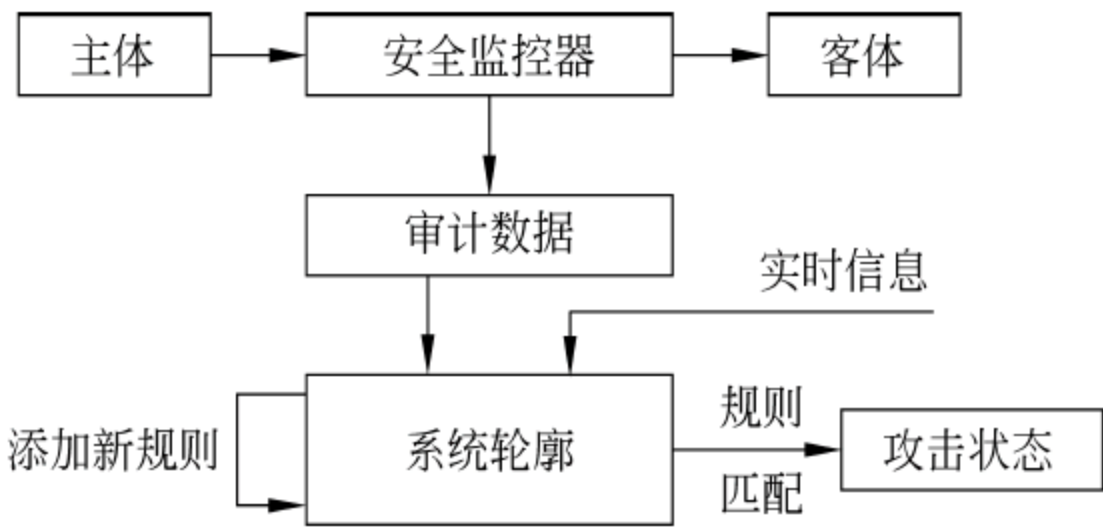 主体
安全监控器
客体
审计数据
实时信息
添加新规则
系统轮廓
规则
匹配
攻击状态